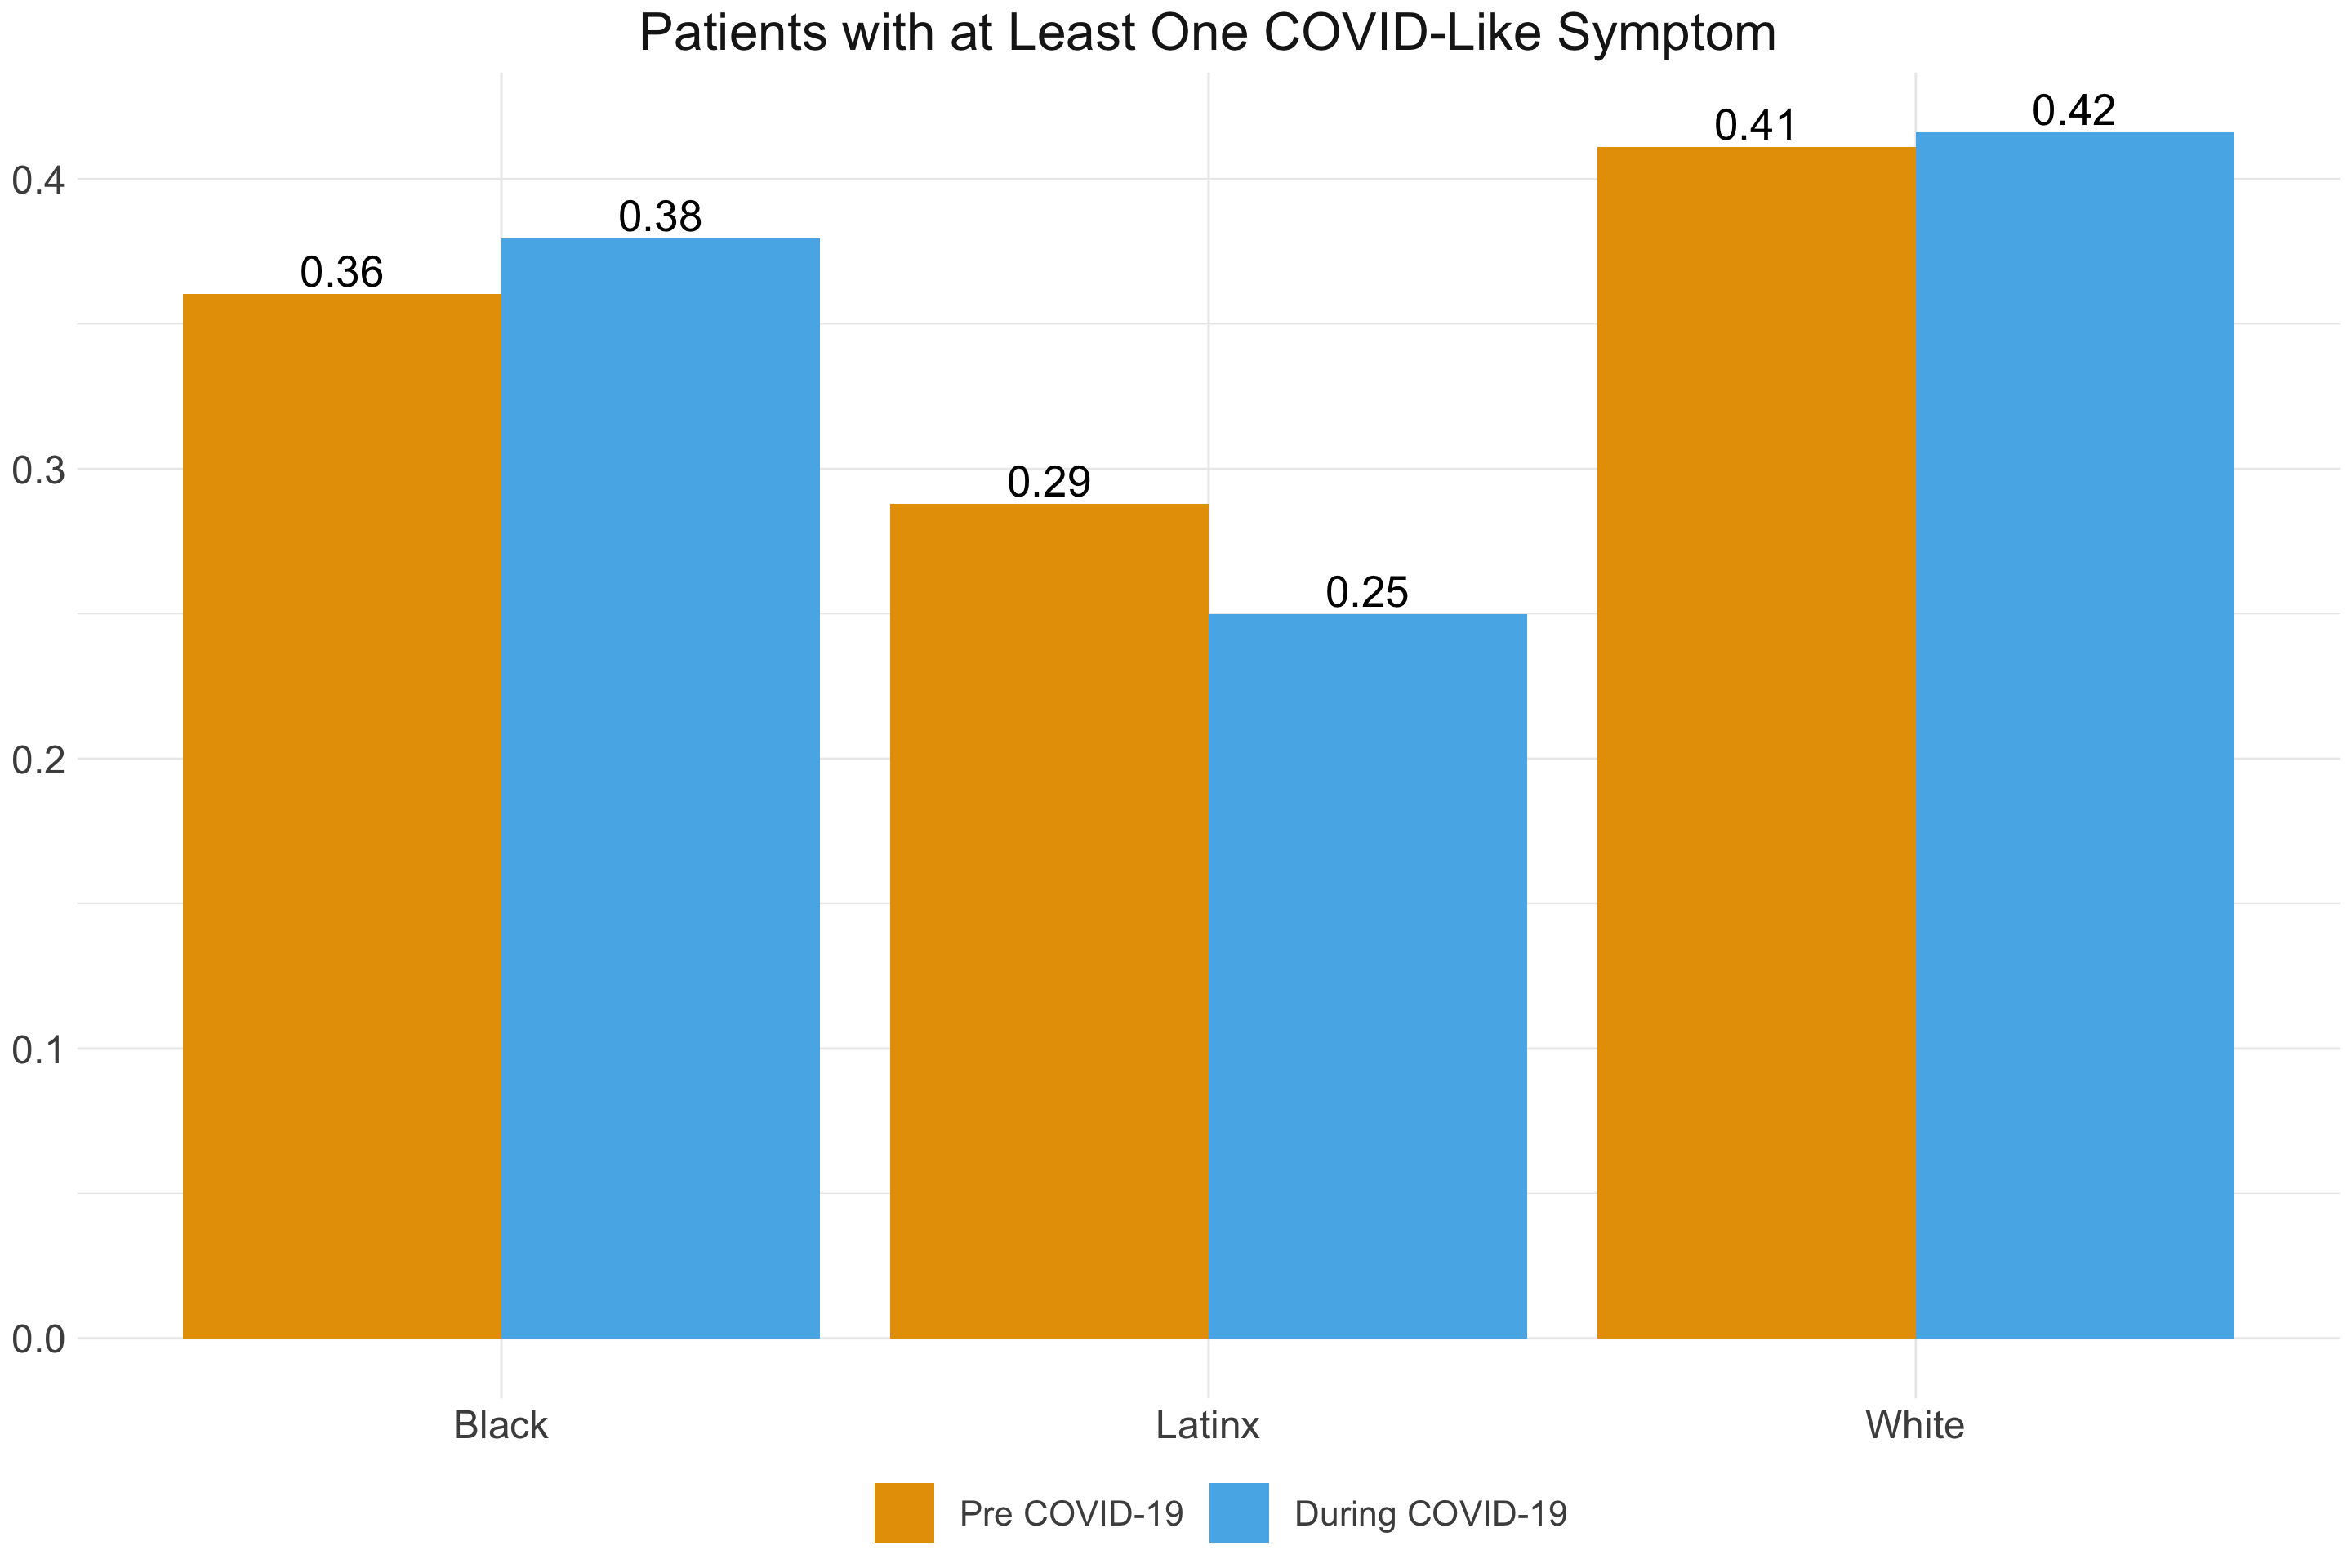 Patients with at Least One COVID-Like Symptom
0.41
0.42
0.4
0.38
0.36
0.3
0.29
0.25
0.2
0.1
0.0
Black
Latinx
White
Pre COVID-19
During COVID-19